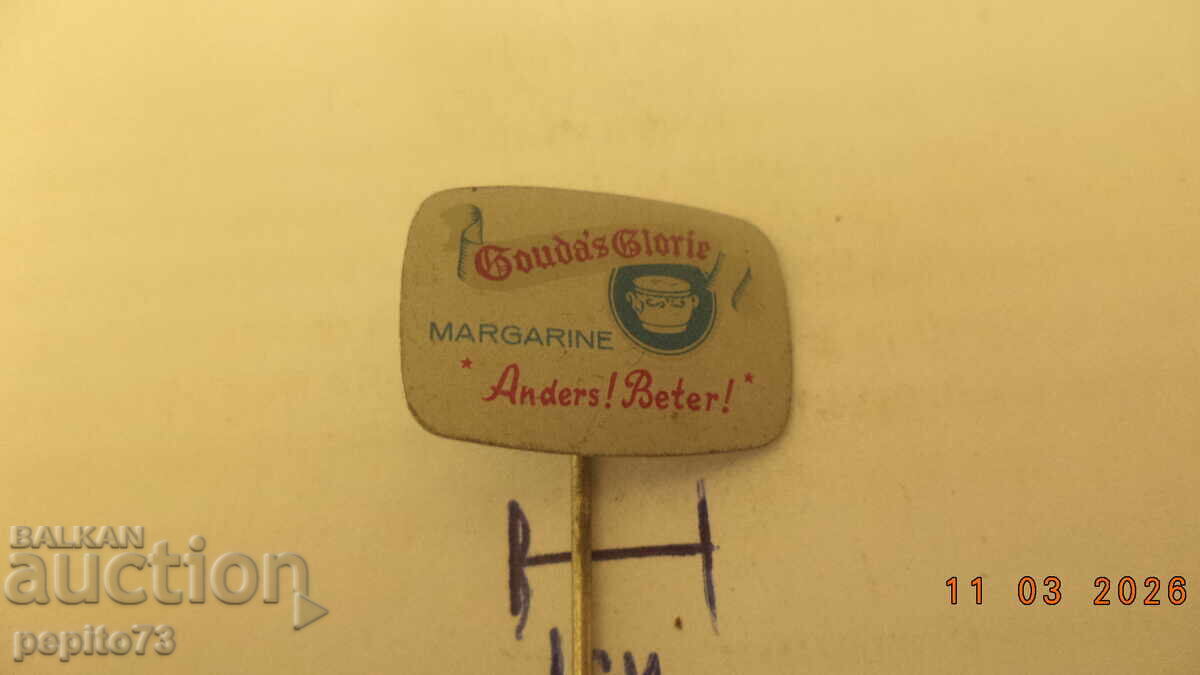 Gouda's Glorie
MARGARINE
* Anders! Beter! *
BALKAN
auction
pepito73
11 03 2026